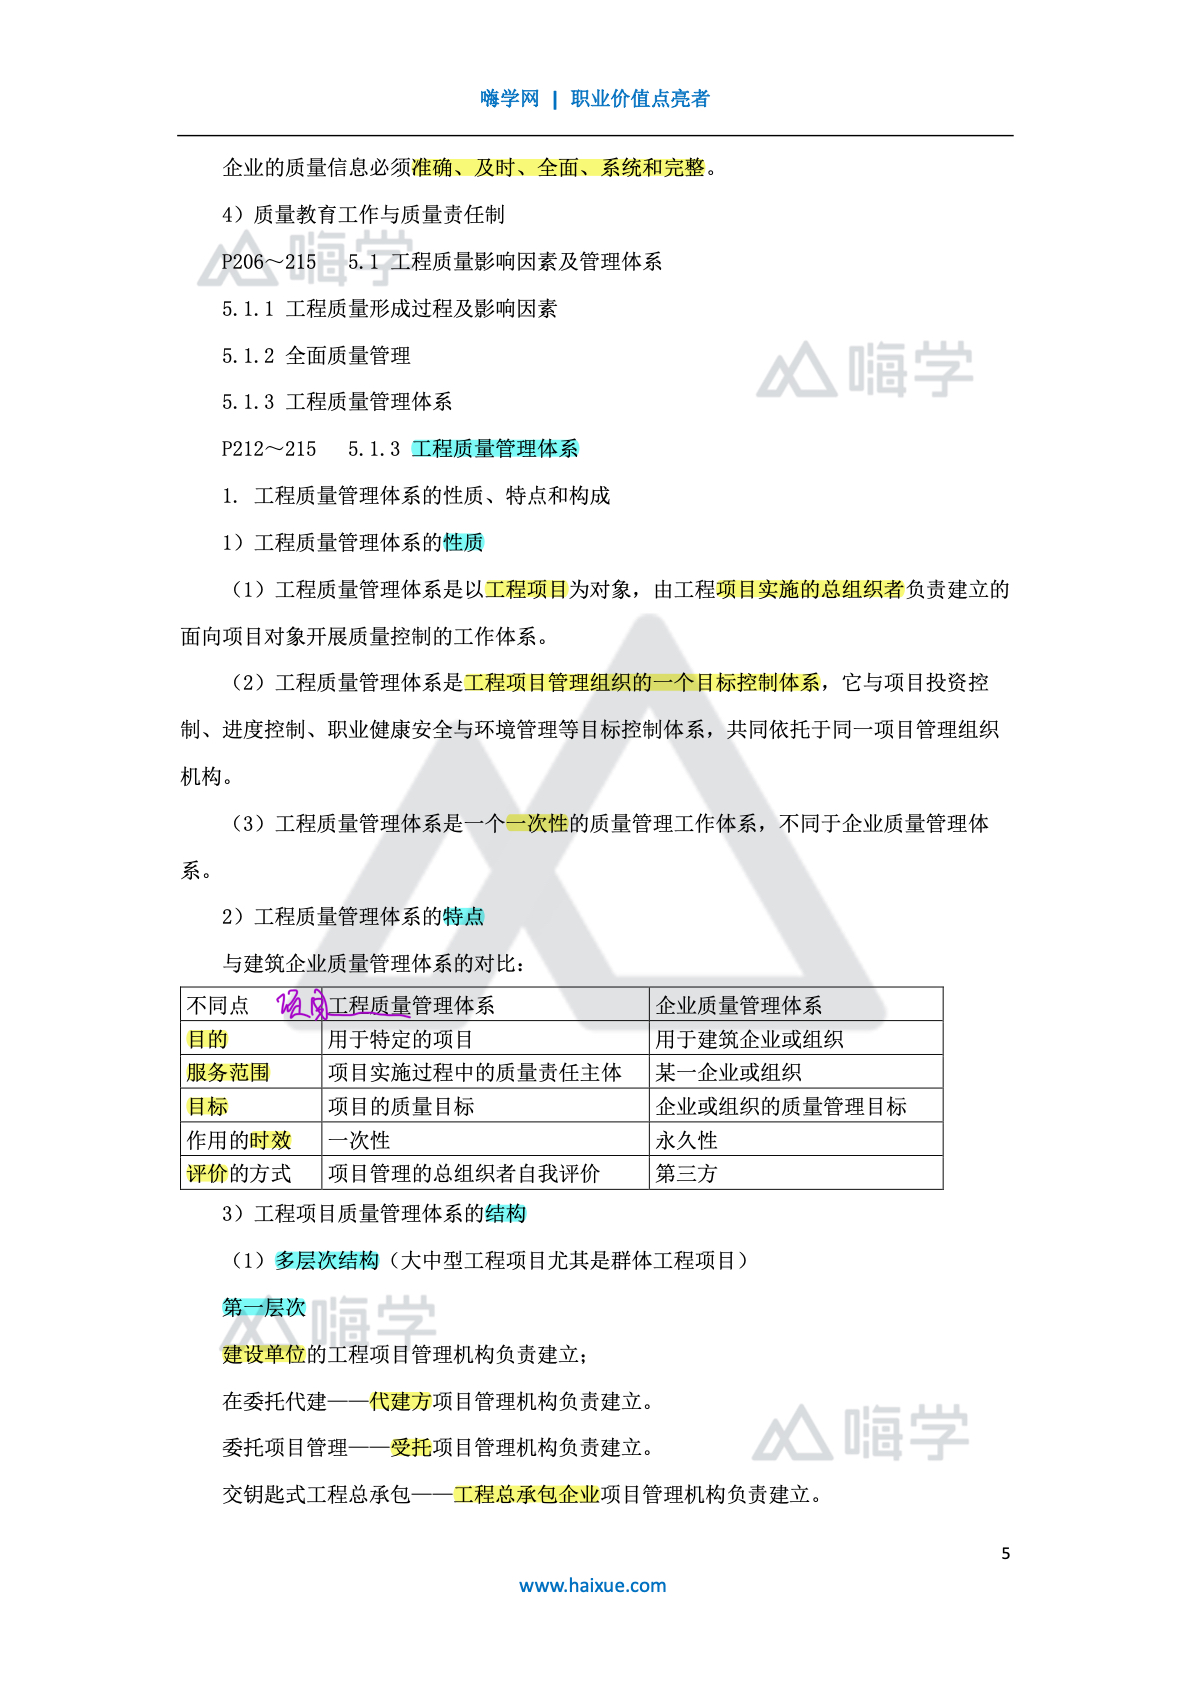 嗨学网 | 职业价值点亮者
企业的质量信息必须准确、及时、全面、系统和完整。
4）质量教育工作与质量责任制
嗨学
P206～215 5.1 工程质量影响因素及管理体系
5.1.1 工程质量形成过程及影响因素
5.1.2 全面质量管理
嗨学
5.1.3 工程质量管理体系
P212～215 5.1.3 工程质量管理体系
1. 工程质量管理体系的性质、特点和构成
1）工程质量管理体系的性质
（1）工程质量管理体系是以工程项目为对象，由工程项目实施的总组织者负责建立的
面向项目对象开展质量控制的工作体系。
（2）工程质量管理体系是工程项目管理组织的一个目标控制体系，它与项目投资控
制、进度控制、职业健康安全与环境管理等目标控制体系，共同依托于同一项目管理组织
机构。
（3）工程质量管理体系是一个一次性的质量管理工作体系，不同于企业质量管理体
系。
2）工程质量管理体系的特点
与建筑企业质量管理体系的对比：
不同点 项目 工程质量管理体系 企业质量管理体系
目的 用于特定的项目 用于建筑企业或组织
服务范围 项目实施过程中的质量责任主体 某一企业或组织
目标 项目的质量目标 企业或组织的质量管理目标
作用的时效 一次性 永久性
评价的方式 项目管理的总组织者自我评价 第三方
3）工程项目质量管理体系的结构
（1）多层次结构（大中型工程项目尤其是群体工程项目）
第一层次
嗨学
建设单位的工程项目管理机构负责建立；
在委托代建——代建方项目管理机构负责建立。
嗨学
委托项目管理——受托项目管理机构负责建立。
交钥匙式工程总承包——工程总承包企业项目管理机构负责建立。
5
www.haixue.com